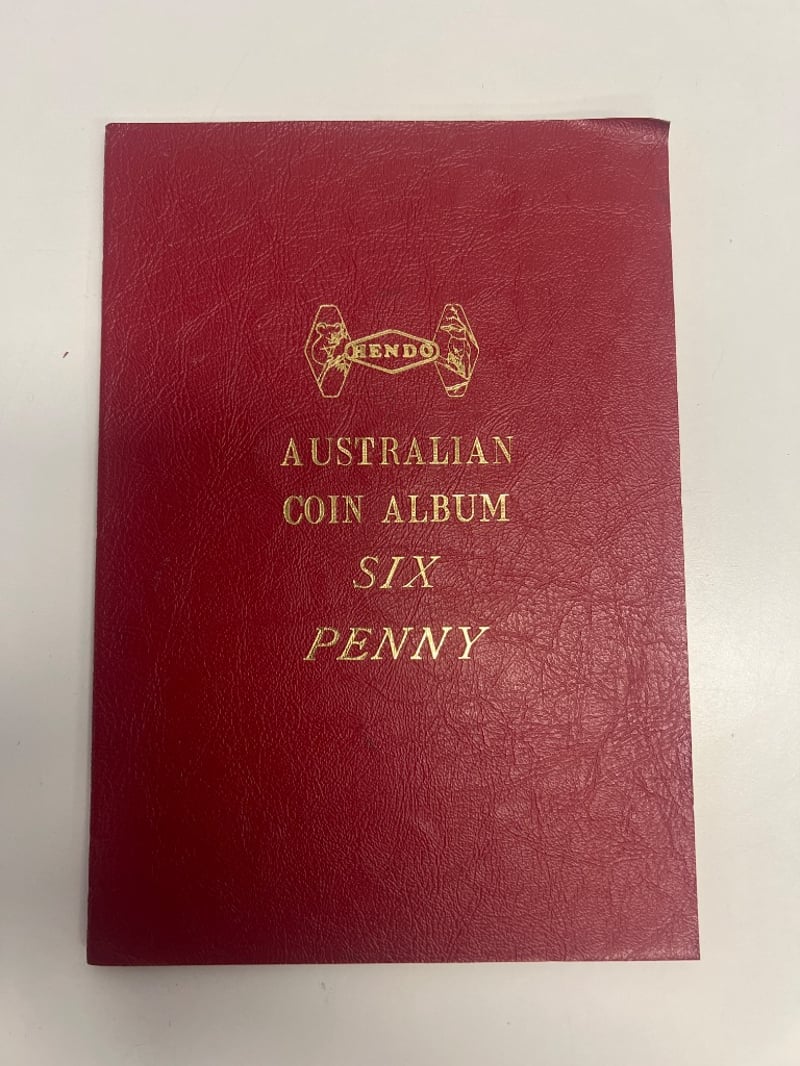 HENDO
AUSTRALIAN
COIN ALBUM
SIX
PENNY